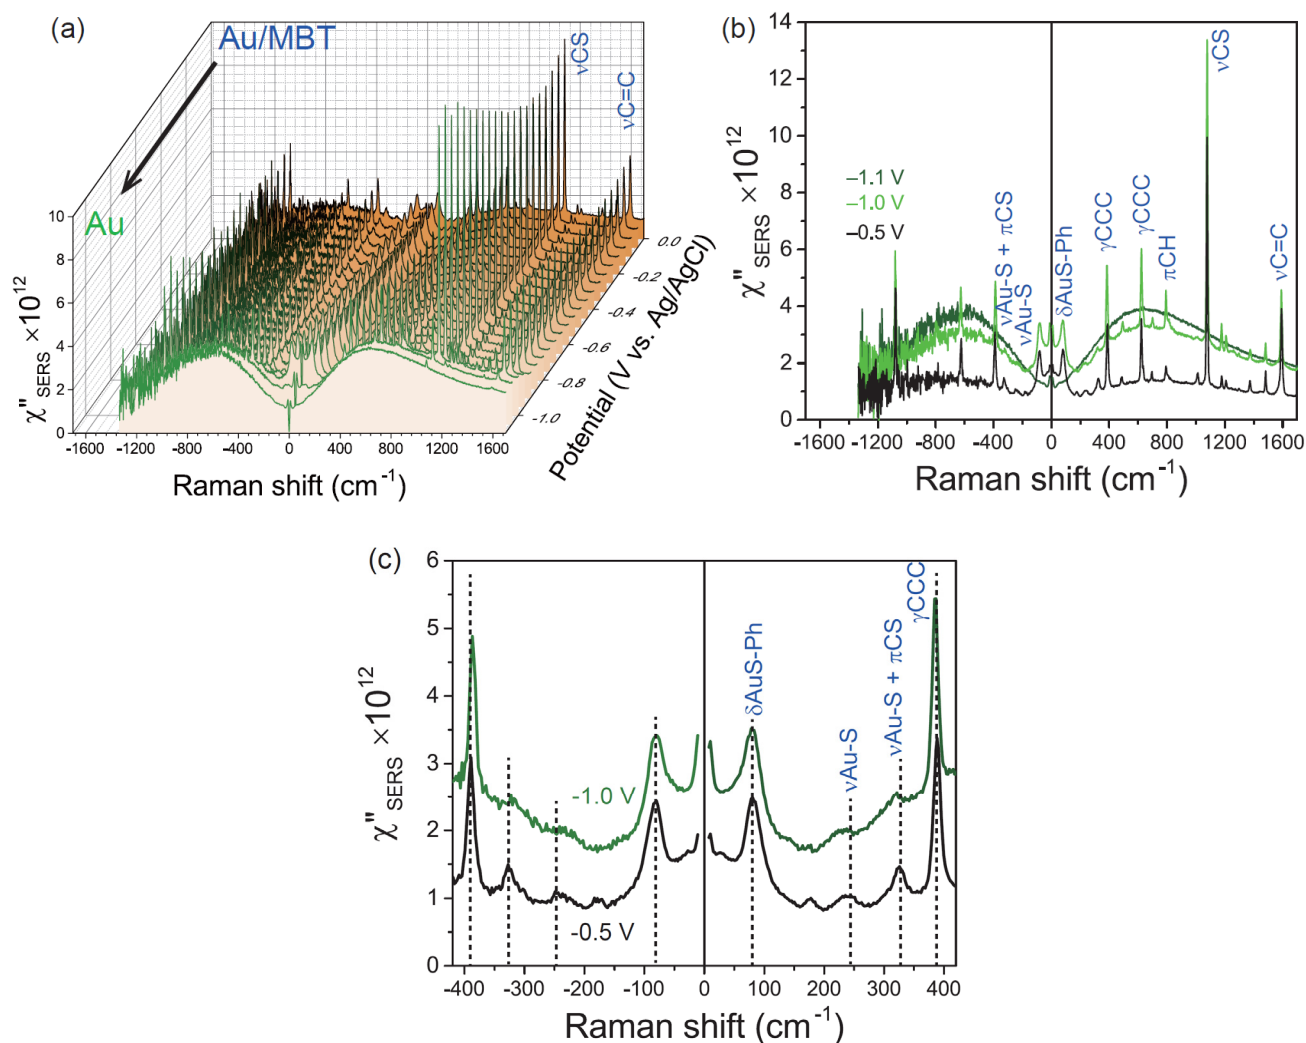 (a)
Au/MBT
Au
νCS
νC=C
χ"SERS ×10^12
10
8
6
4
2
0
-1600 -1200 -800 -400 0 400 800 1200 1600
Raman shift (cm-1)
0.0
-0.2
-0.4
-0.6
-0.8
-1.0
Potential (V vs. Ag/AgCl)
(b)
χ"SERS ×10^12
14
12
10
8
6
4
2
0
–1.1 V
–1.0 V
–0.5 V
νAu-S + πCS
νAu-S
δAuS-Ph
γCCC
γCCC
πCH
νCS
νC=C
-1600 -1200 -800 -400 0 400 800 1200 1600
Raman shift (cm-1)
(c)
χ"SERS ×10^12
6
5
4
3
2
1
0
-1.0 V
-0.5 V
δAuS-Ph
νAu-S
νAu-S + πCS
γCCC
-400 -300 -200 -100 0 100 200 300 400
Raman shift (cm-1)